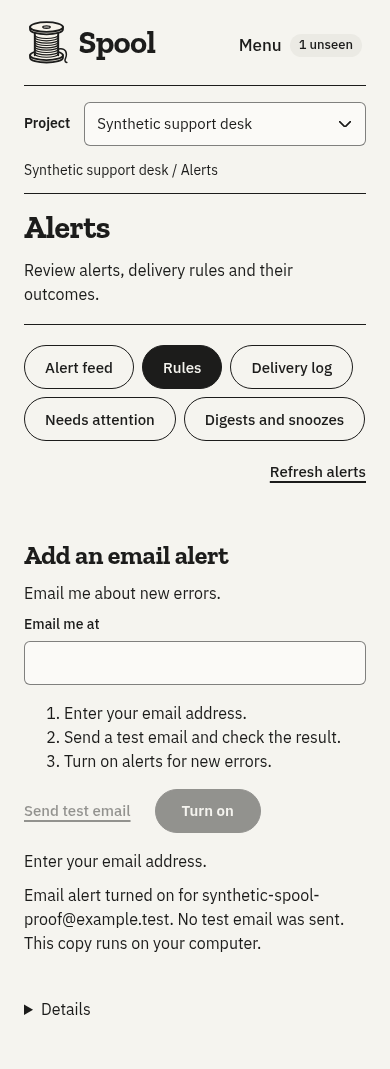 Spool
Menu 1 unseen
Project Synthetic support desk
Synthetic support desk / Alerts
Alerts
Review alerts, delivery rules and their
outcomes.
Alert feed Rules Delivery log
Needs attention Digests and snoozes
Refresh alerts
Add an email alert
Email me about new errors.
Email me at
1. Enter your email address.
2. Send a test email and check the result.
3. Turn on alerts for new errors.
Send test email Turn on
Enter your email address.
Email alert turned on for synthetic-spool-
proof@example.test. No test email was sent.
This copy runs on your computer.
Details